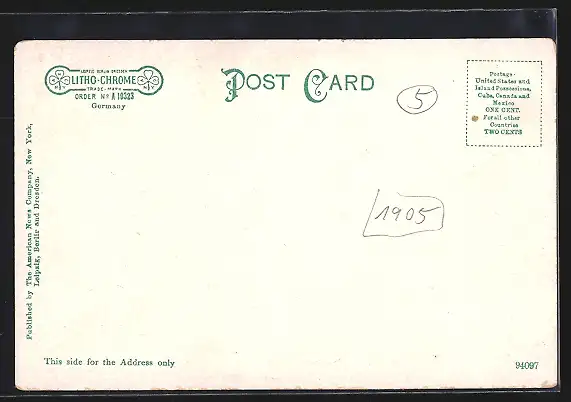 LEIPZIG BERLIN DRESDEN
LITHO-CHROME
TRADE-MARK
N Y
N Y
ORDER Nº A 10323
Germany
POST CARD
5
Postage:
United States and
Island Possessions,
Cuba, Canada and
Mexico
ONE CENT.
For all other
Countries
TWO CENTS
1905
Published by The American News Company, New York,
Leipzig, Berlin and Dresden.
This side for the Address only
94097